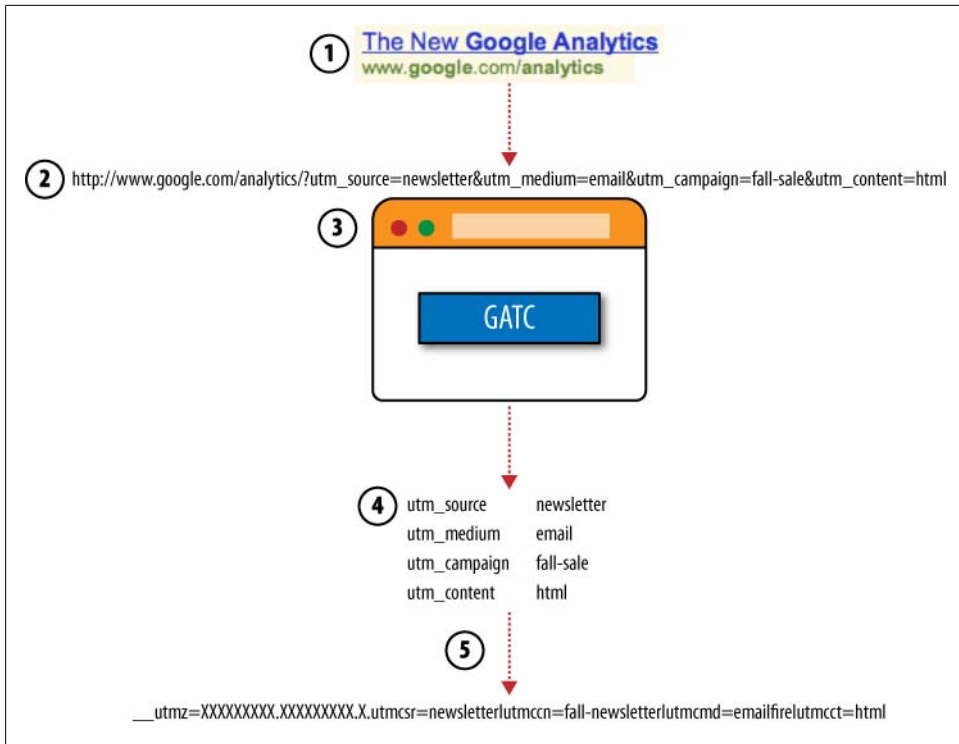 1
The New Google Analytics
www.google.com/analytics
2
http://www.google.com/analytics/?utm_source=newsletter&utm_medium=email&utm_campaign=fall-sale&utm_content=html
3
GATC
4
utm_source newsletter
utm_medium email
utm_campaign fall-sale
utm_content html
5
__utmz=XXXXXXXXX.XXXXXXXXX.X.utmcsr=newsletterlutmccn=fall-newsletterlutmcmd=emailfirelutmcct=html